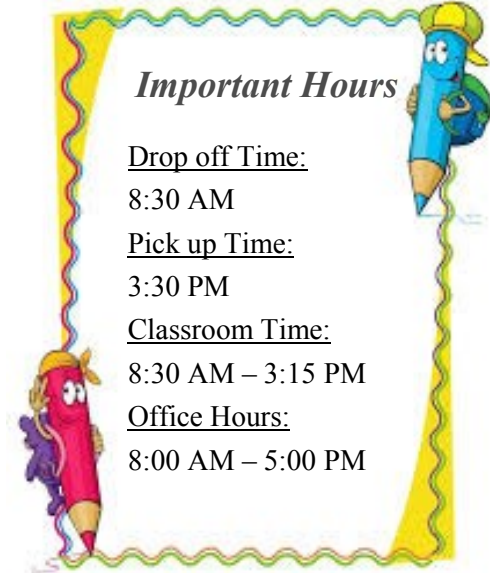 Important Hours
Drop off Time:
8:30 AM
Pick up Time:
3:30 PM
Classroom Time:
8:30 AM – 3:15 PM
Office Hours:
8:00 AM – 5:00 PM